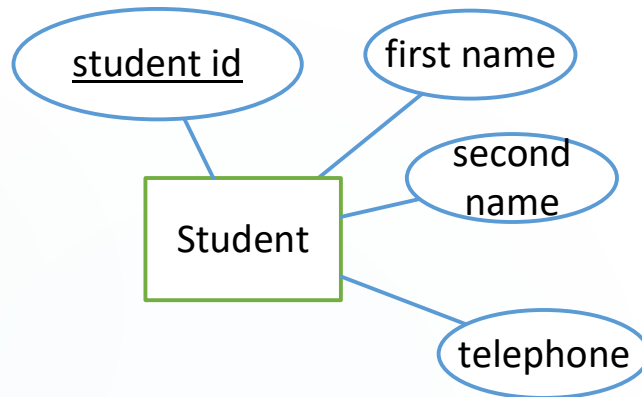 student id
first name
second
name
Student
telephone